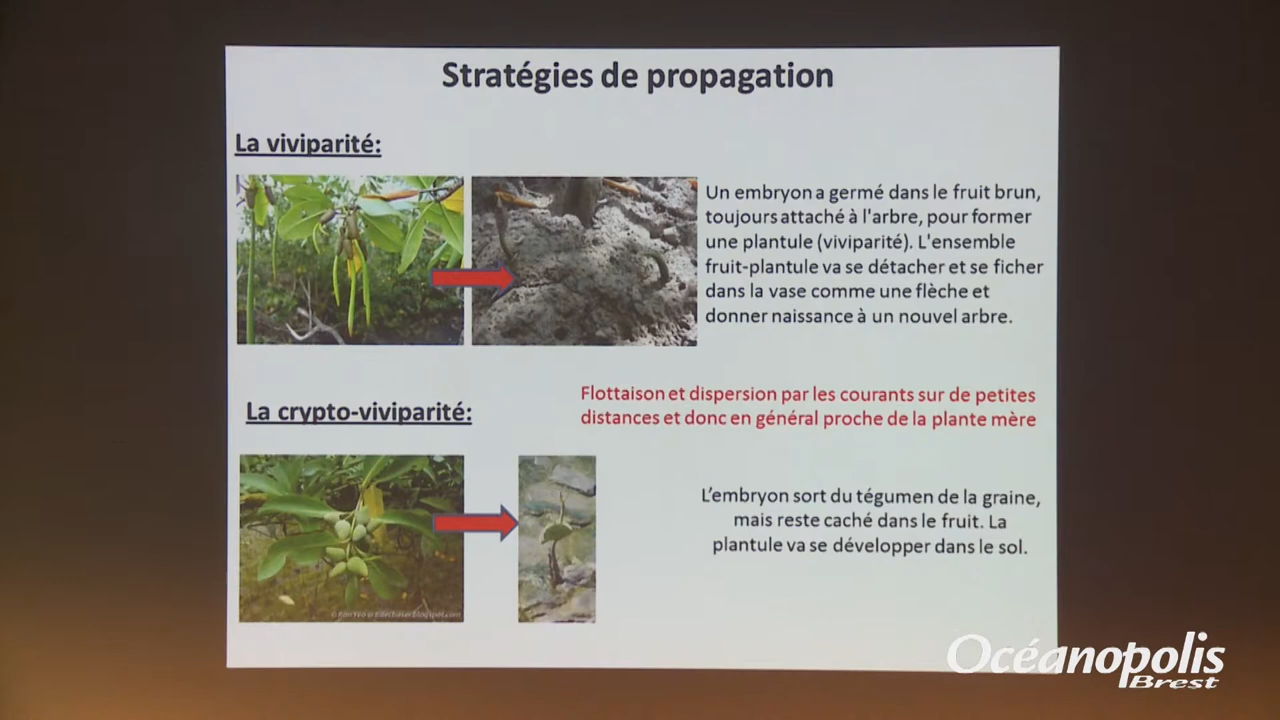 Stratégies de propagation
La viviparité:
Un embryon a germé dans le fruit brun,
toujours attaché à l'arbre, pour former
une plantule (viviparité). L'ensemble
fruit-plantule va se détacher et se ficher
dans la vase comme une flèche et
donner naissance à un nouvel arbre.
Flottaison et dispersion par les courants sur de petites
distances et donc en général proche de la plante mère
La crypto-viviparité:
L'embryon sort du tégumen de la graine,
mais reste caché dans le fruit. La
plantule va se développer dans le sol.
Océanopolis
Brest